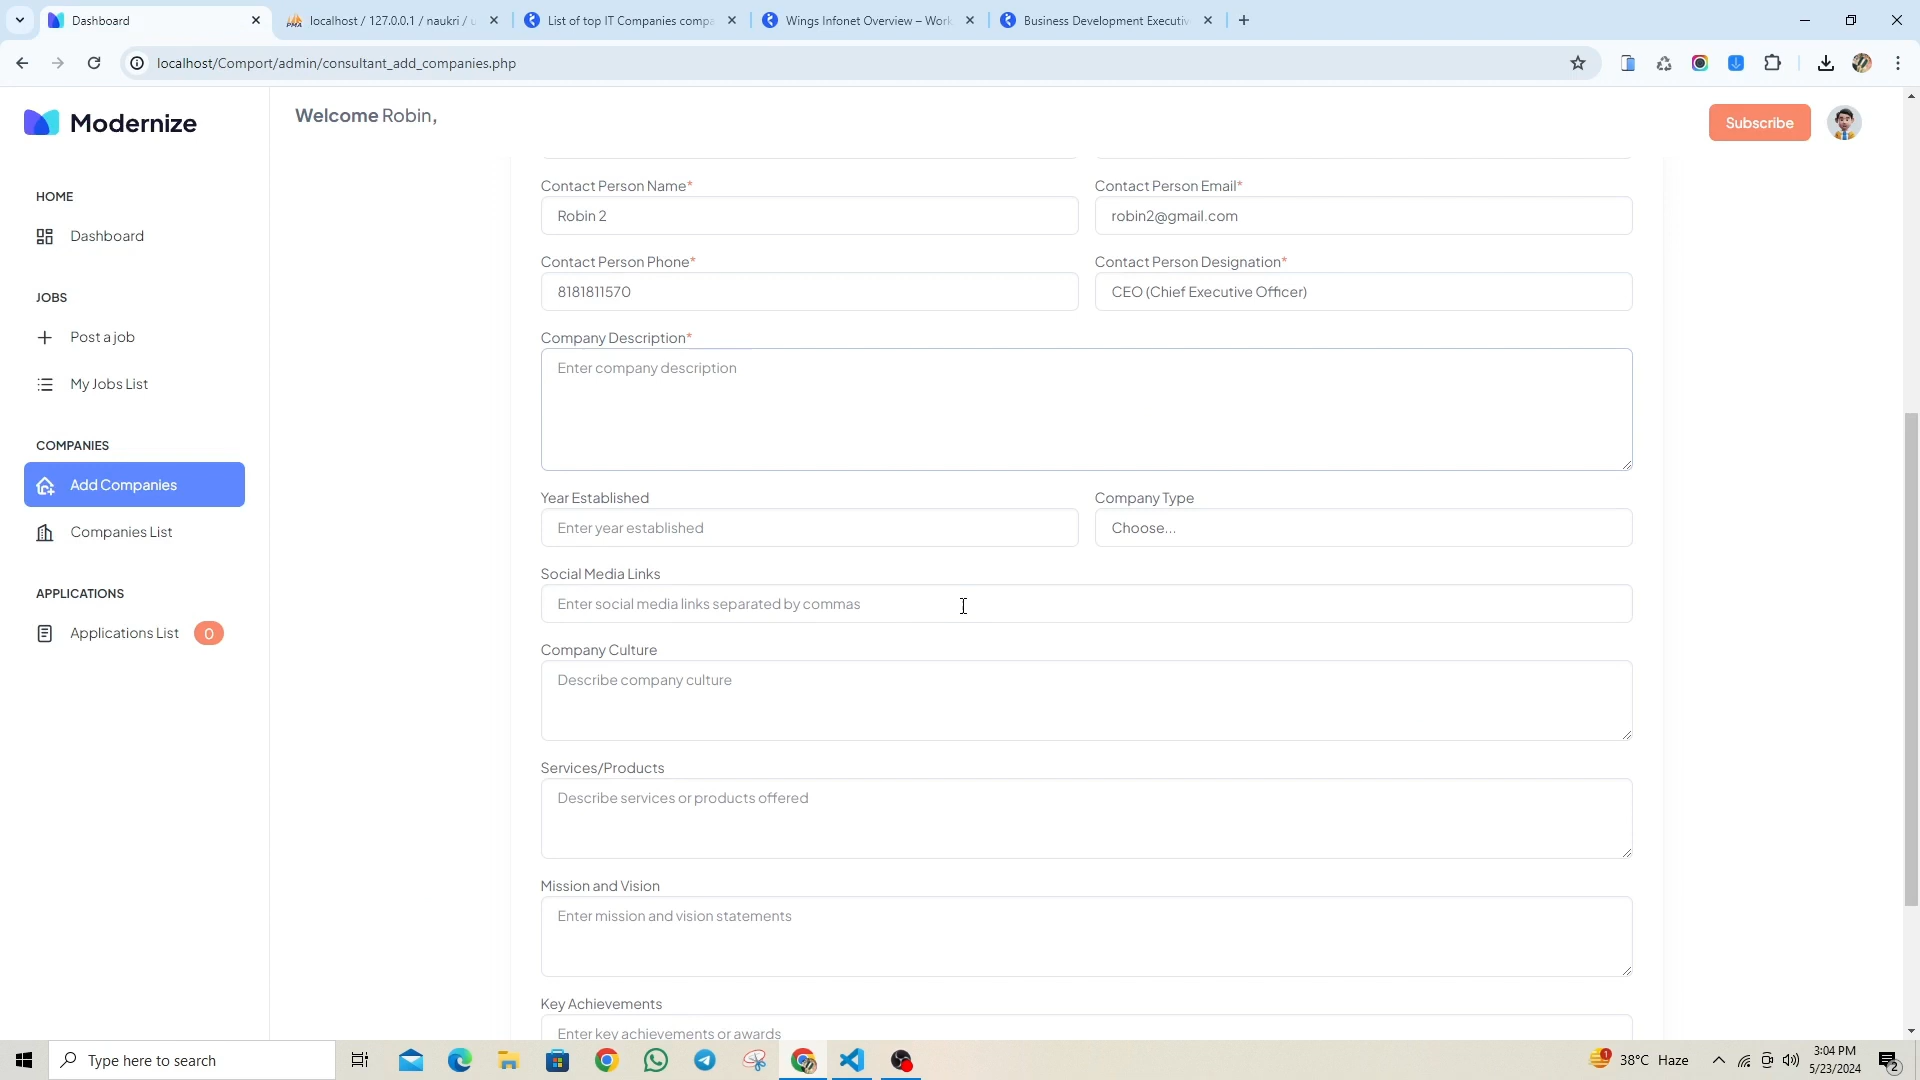 Dashboard
localhost / 127.0.0.1 / naukri / u
List of top IT Companies compa
Wings Infonet Overview – Work
Business Development Executiv
localhost/Comport/admin/consultant_add_companies.php
Modernize
Welcome Robin,
Subscribe
HOME
Dashboard
JOBS
Post a job
My Jobs List
COMPANIES
Add Companies
Companies List
APPLICATIONS
Applications List 0
Contact Person Name*
Contact Person Email*
Robin 2
robin2@gmail.com
Contact Person Phone*
Contact Person Designation*
8181811570
CEO (Chief Executive Officer)
Company Description*
Enter company description
Year Established
Company Type
Enter year established
Choose...
Social Media Links
Enter social media links separated by commas
Company Culture
Describe company culture
Services/Products
Describe services or products offered
Mission and Vision
Enter mission and vision statements
Key Achievements
Enter key achievements or awards
Type here to search
1
38°C Haze
3:04 PM
5/23/2024
2